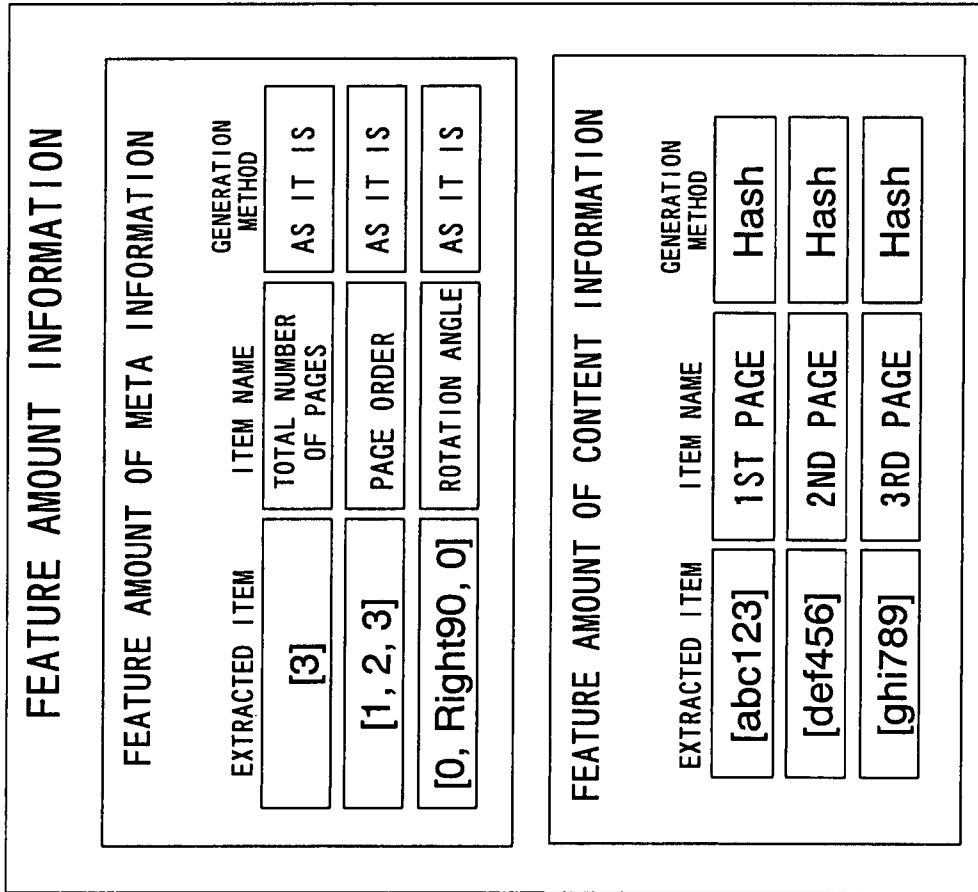 FEATURE AMOUNT INFORMATION
FEATURE AMOUNT OF META INFORMATION
EXTRACTED ITEM ITEM NAME GENERATION
METHOD
[3] TOTAL NUMBER
OF PAGES AS IT IS
[1, 2, 3] PAGE ORDER AS IT IS
[0, Right90, 0] ROTATION ANGLE AS IT IS
FEATURE AMOUNT OF CONTENT INFORMATION
EXTRACTED ITEM ITEM NAME GENERATION
METHOD
[abc123] 1ST PAGE Hash
[def456] 2ND PAGE Hash
[ghi789] 3RD PAGE Hash